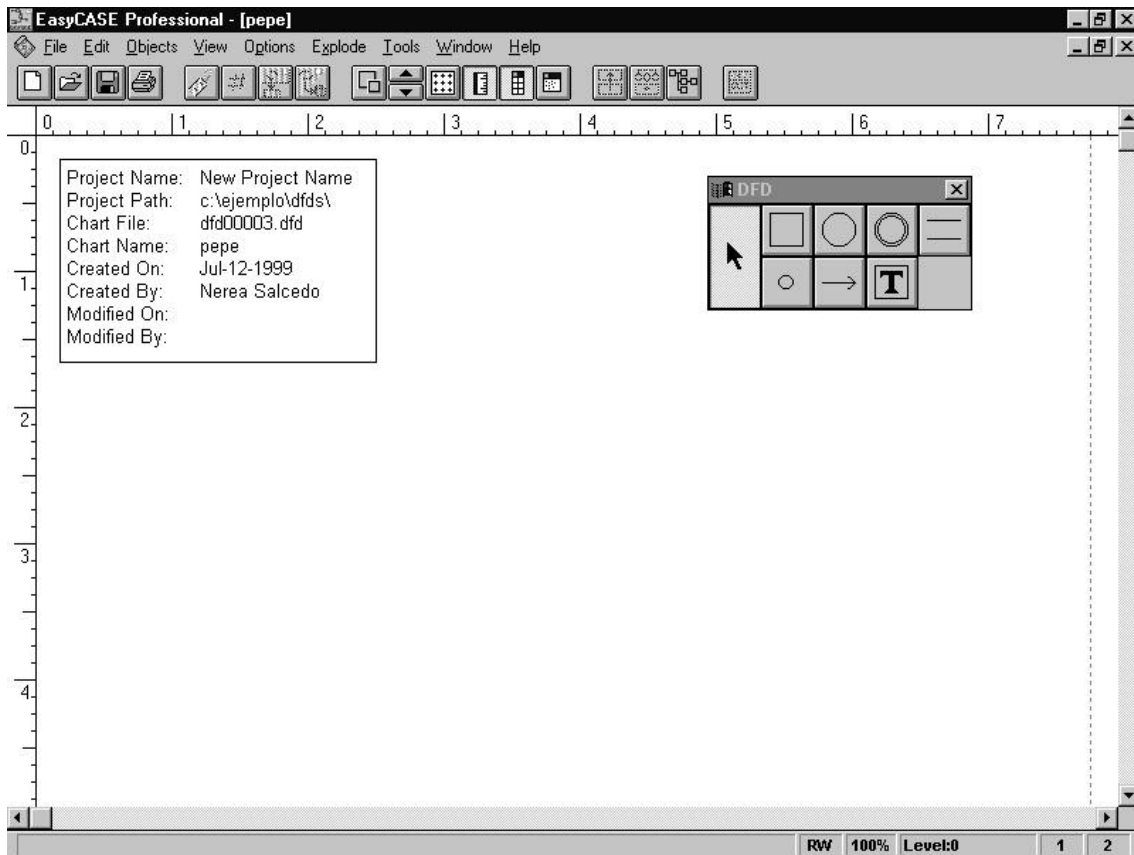 EasyCASE Professional - [pepe]
File Edit Objects View Options Explode Tools Window Help
0 1 2 3 4 5 6 7
0
Project Name: New Project Name
Project Path: c:\ejemplo\dfds\
Chart File: dfd00003.dfd
Chart Name: pepe
Created On: Jul-12-1999
Created By: Nerea Salcedo
Modified On:
Modified By:
DFD
T
1
2
3
4
RW 100% Level:0 1 2